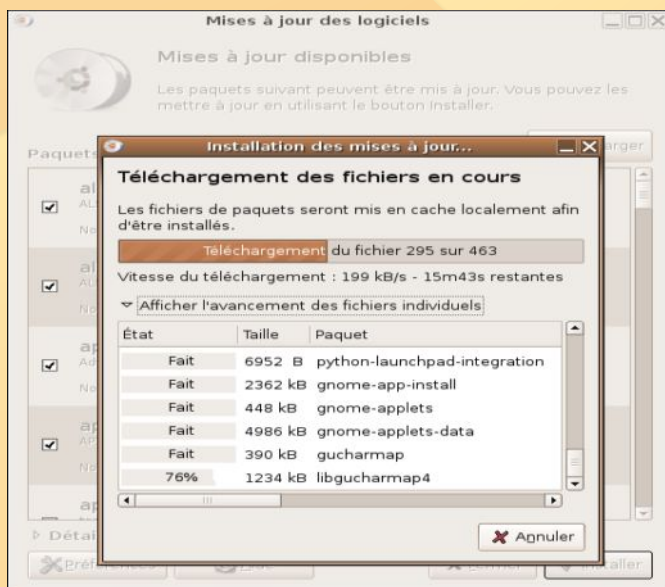 Mises à jour des logiciels
Mises à jour disponibles
Les paquets suivant peuvent être mis à jour. Vous pouvez les
mettre à jour en utilisant le bouton Installer.
Paquets
Installation des mises à jour...
Téléchargement des fichiers en cours
Les fichiers de paquets seront mis en cache localement afin
d'être installés.
Téléchargement du fichier 295 sur 463
Vitesse du téléchargement : 199 kB/s - 15m43s restantes
Afficher l'avancement des fichiers individuels
État Taille Paquet
Fait 6952 B python-launchpad-integration
Fait 2362 kB gnome-app-install
Fait 448 kB gnome-applets
Fait 4986 kB gnome-applets-data
Fait 390 kB gucharmap
76% 1234 kB libgucharmap4
Annuler